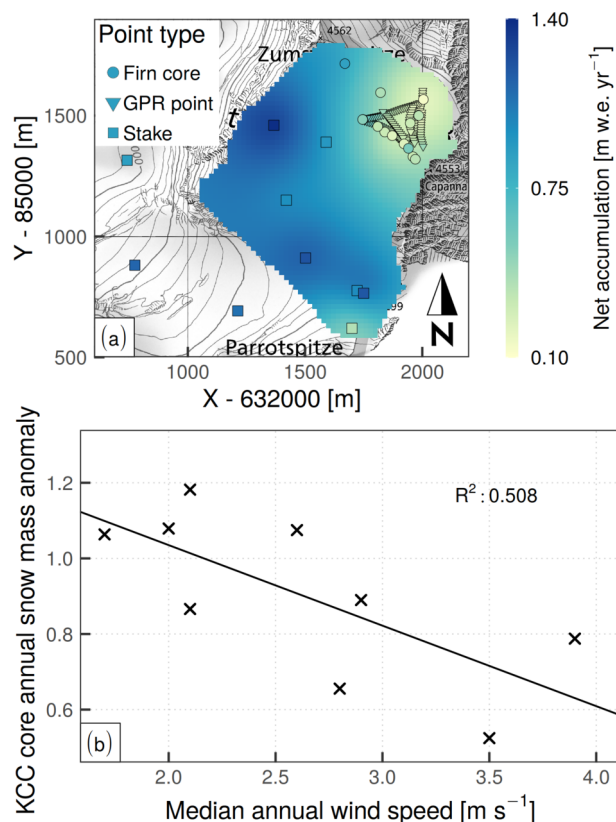 4562
Zums
tze
Point type
Firn core
GPR point
Stake
t
4553
Capanna
99
N
(a)
Parrotspitze
Y - 85000 [m]
1500
1000
500
1000
1500
2000
X - 632000 [m]
1.40
0.75
0.10
Net accumulation [m w.e. yr⁻¹]
KCC core annual snow mass anomaly
1.2
1.0
0.8
0.6
R² : 0.508
(b)
2.0
2.5
3.0
3.5
4.0
Median annual wind speed [m s⁻¹]